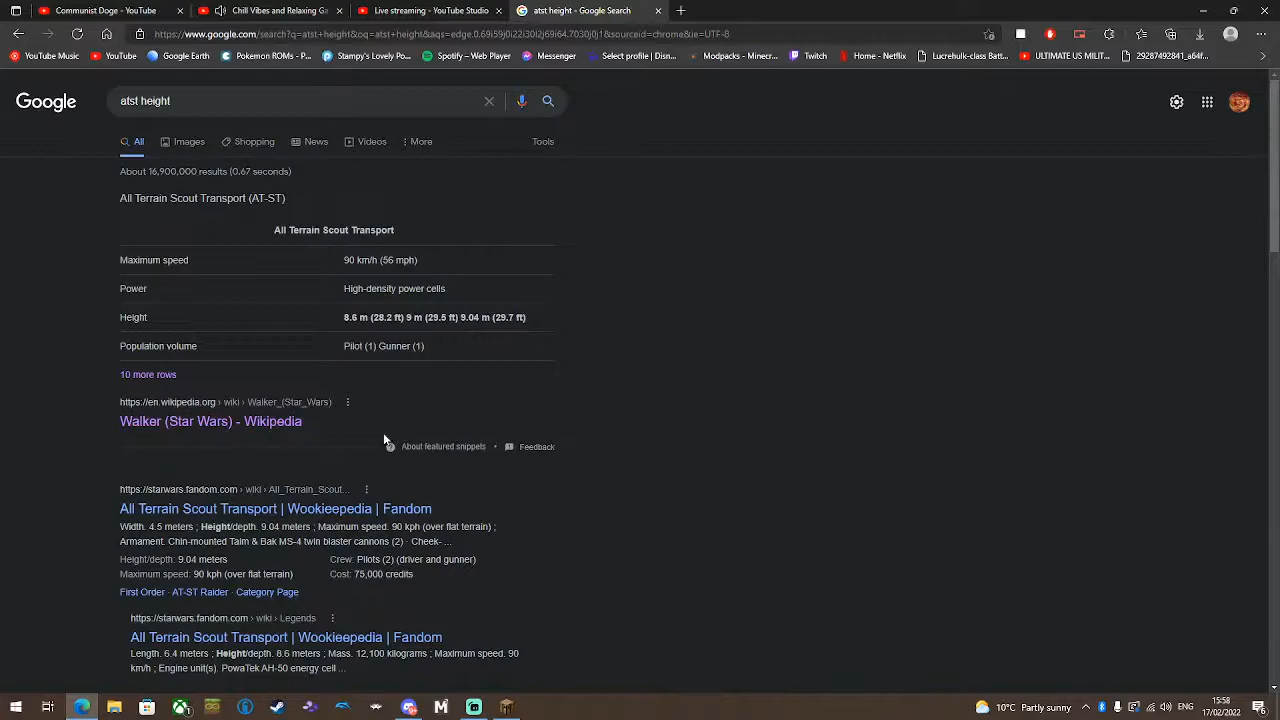 Communist Doge - YouTube
Chill Vibes and Relaxing Ga
Live streaming - YouTube Studio
atst height - Google Search
https://www.google.com/search?q=atst+height&oq=atst+height&aqs=edge.0.69i59j0i22i30l2j69i64.7030j0j1&sourceid=chrome&ie=UTF-8
YouTube Music
YouTube
Google Earth
Pokemon ROMs - P...
Stampy's US Lovely P...
Spotify – Web Player
Messenger
Select profile | Disn...
Moddings - Minecr...
Twitch
Home - Netflix
Lucrehulk-class Batt...
ULTIMATE US MILIT...
29287492841_a64f...
Google
atst height
All
Images
Shopping
News
Videos
More
Tools
About 16,900,000 results (0.67 seconds)
All Terrain Scout Transport (AT-ST)
All Terrain Scout Transport
Maximum speed 90 km/h (56 mph)
Power High-density power cells
Height 8.6 m (28.2 ft) 9 m (29.5 ft) 9.04 m (29.7 ft)
Population volume Pilot (1) Gunner (1)
10 more rows
https://en.wikipedia.org › wiki › Walker_(Star_Wars)
Walker (Star Wars) - Wikipedia
About featured snippets • Feedback
https://starwars.fandom.com › wiki › All_Terrain_Scout...
All Terrain Scout Transport | Wookieepedia | Fandom
Width. 4.5 meters ; Height/depth. 9.04 meters ; Maximum speed. 90 kph (over flat terrain) ;
Armament. Chin-mounted Taim & Bak MS-4 twin blaster cannons (2) · Cheek- ...
Height/depth: 9.04 meters Crew: Pilots (2) (driver and gunner)
Maximum speed: 90 kph (over flat terrain) Cost: 75,000 credits
First Order · AT-ST Raider · Category Page
https://starwars.fandom.com › wiki › Legends
All Terrain Scout Transport | Wookieepedia | Fandom
Length. 6.4 meters ; Height/depth. 8.6 meters ; Mass. 12,100 kilograms ; Maximum speed. 90
km/h ; Engine unit(s). PowaTek AH-50 energy cell ...
10°C Partly sunny
ENG
15:58
17/02/2022
6